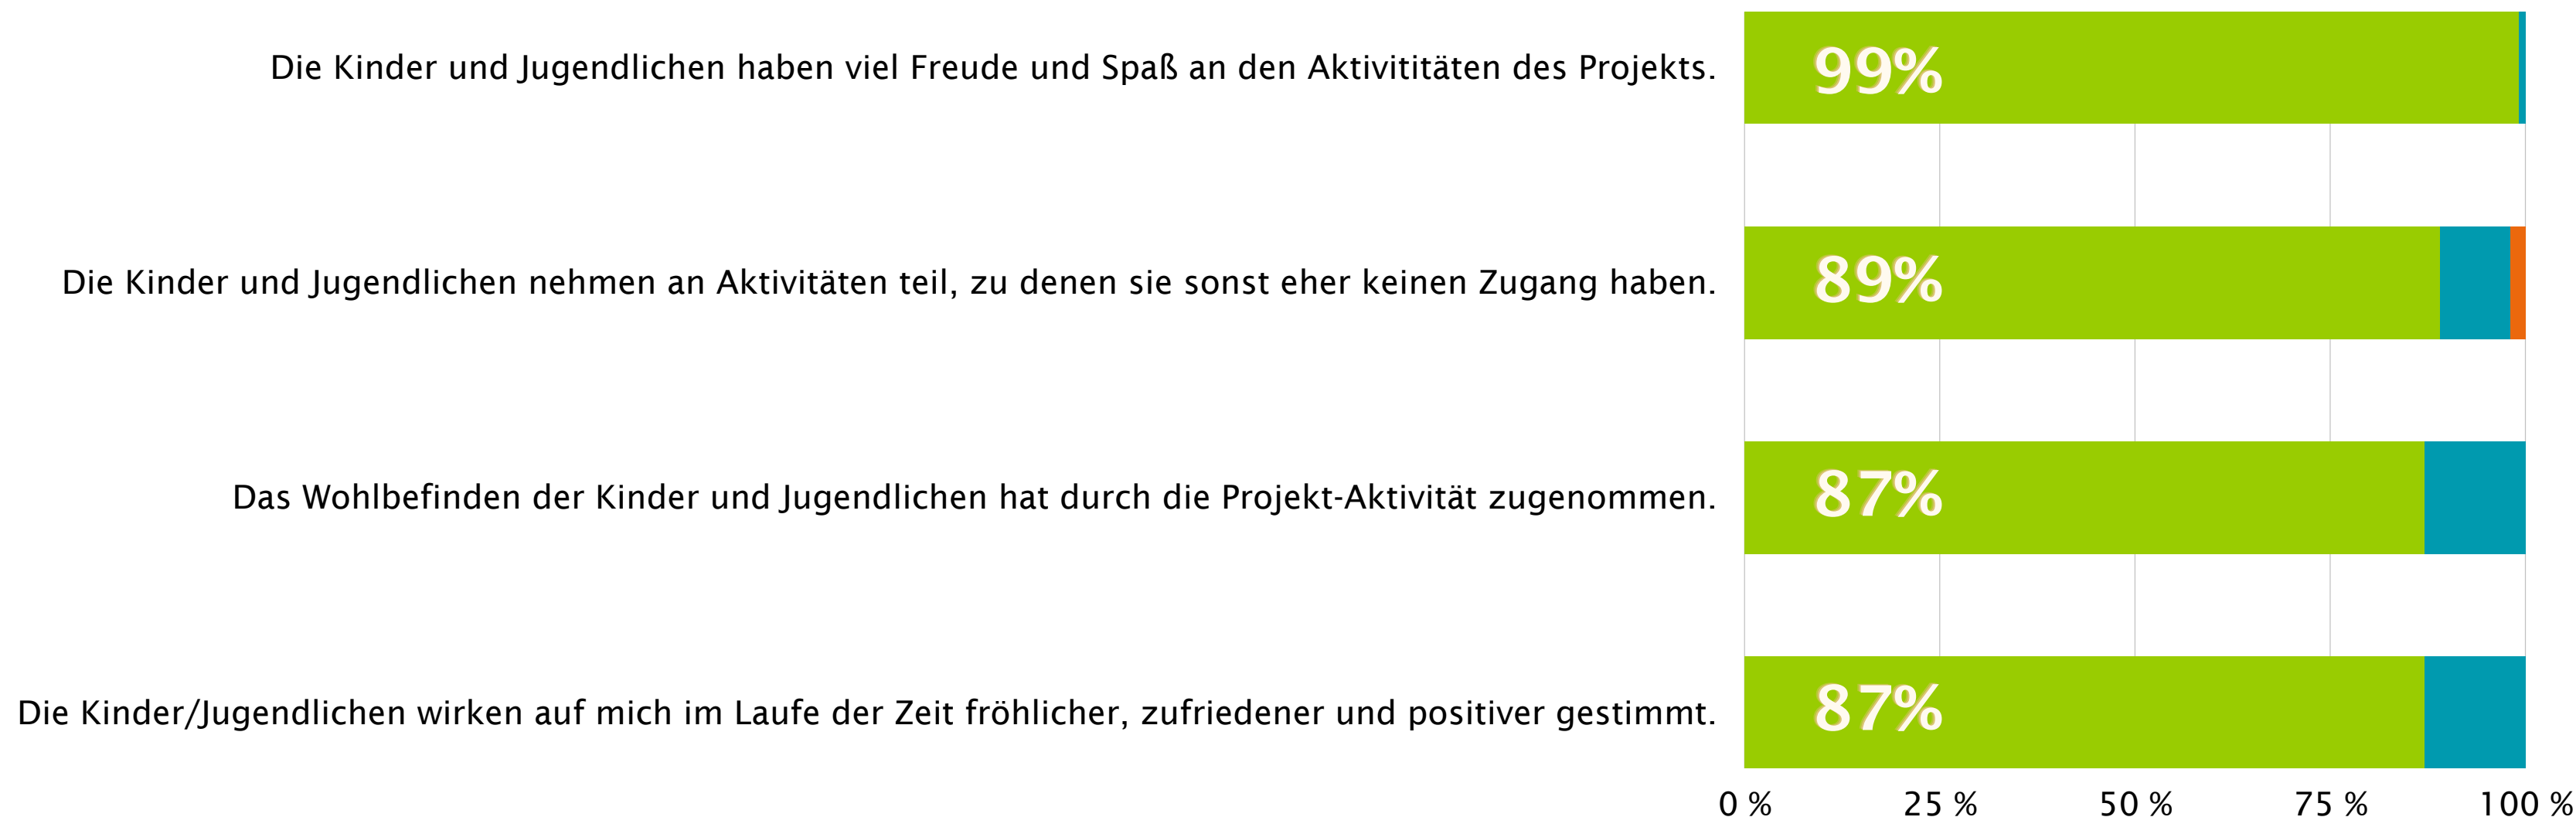 Die Kinder und Jugendlichen haben viel Freude und Spaß an den Aktivititäten des Projekts.
99%
Die Kinder und Jugendlichen nehmen an Aktivitäten teil, zu denen sie sonst eher keinen Zugang haben.
89%
Das Wohlbefinden der Kinder und Jugendlichen hat durch die Projekt-Aktivität zugenommen.
87%
Die Kinder/Jugendlichen wirken auf mich im Laufe der Zeit fröhlicher, zufriedener und positiver gestimmt.
87%
0 % 25 % 50 % 75 % 100 %